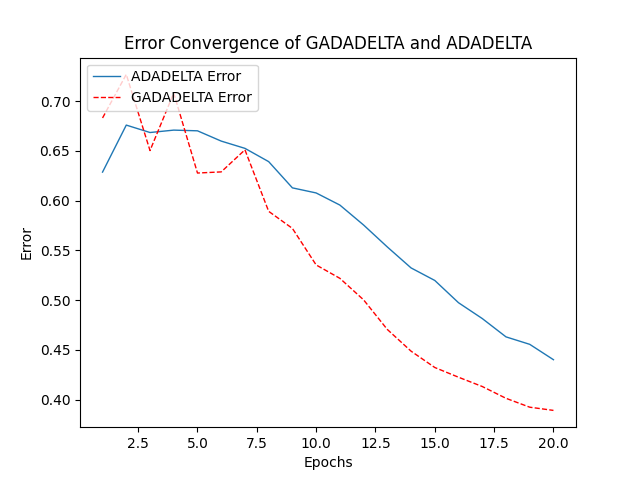 Error Convergence of GADADELTA and ADADELTA
ADADELTA Error
GADADELTA Error
0.70
0.65
0.60
0.55
0.50
0.45
0.40
Error
2.5 5.0 7.5 10.0 12.5 15.0 17.5 20.0
Epochs